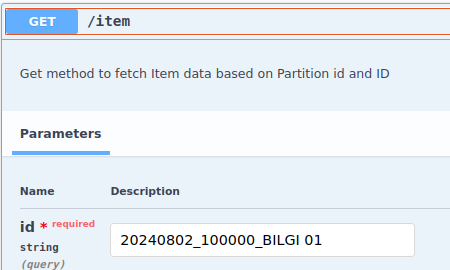 GET /item
Get method to fetch Item data based on Partition id and ID
Parameters
Name Description
id * required
string
(query)
20240802_100000_BILGI 01